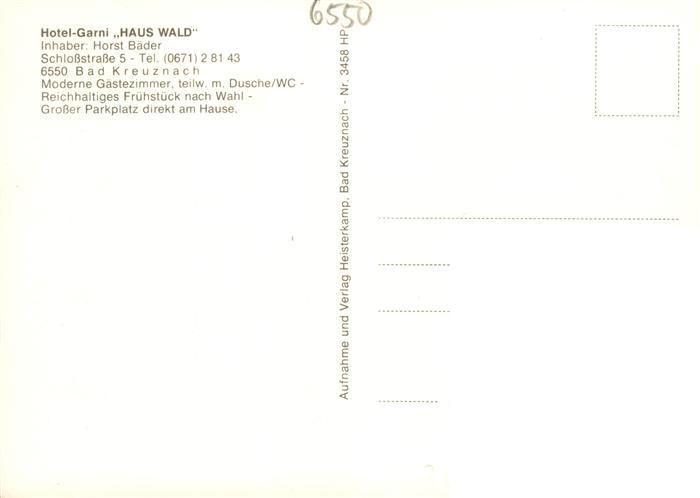 6550
Hotel-Garni „HAUS WALD"
Inhaber: Horst Bäder
Schloßstraße 5 - Tel. (0671) 2 81 43
6550 Bad Kreuznach
Moderne Gästezimmer, teilw. m. Dusche/WC -
Reichhaltiges Frühstück nach Wahl -
Großer Parkplatz direkt am Hause.
Aufnahme und Verlag Heisterkamp, Bad Kreuznach - Nr. 3458 HP